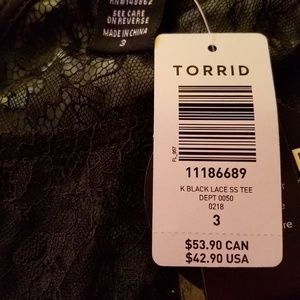 SEE CARE
ON REVERSE
MADE IN CHINA
3
TORRID
FL_957
11186689
K BLACK LACE SS TEE
DEPT 0050
0218
3
$53.90 CAN
$42.90 USA